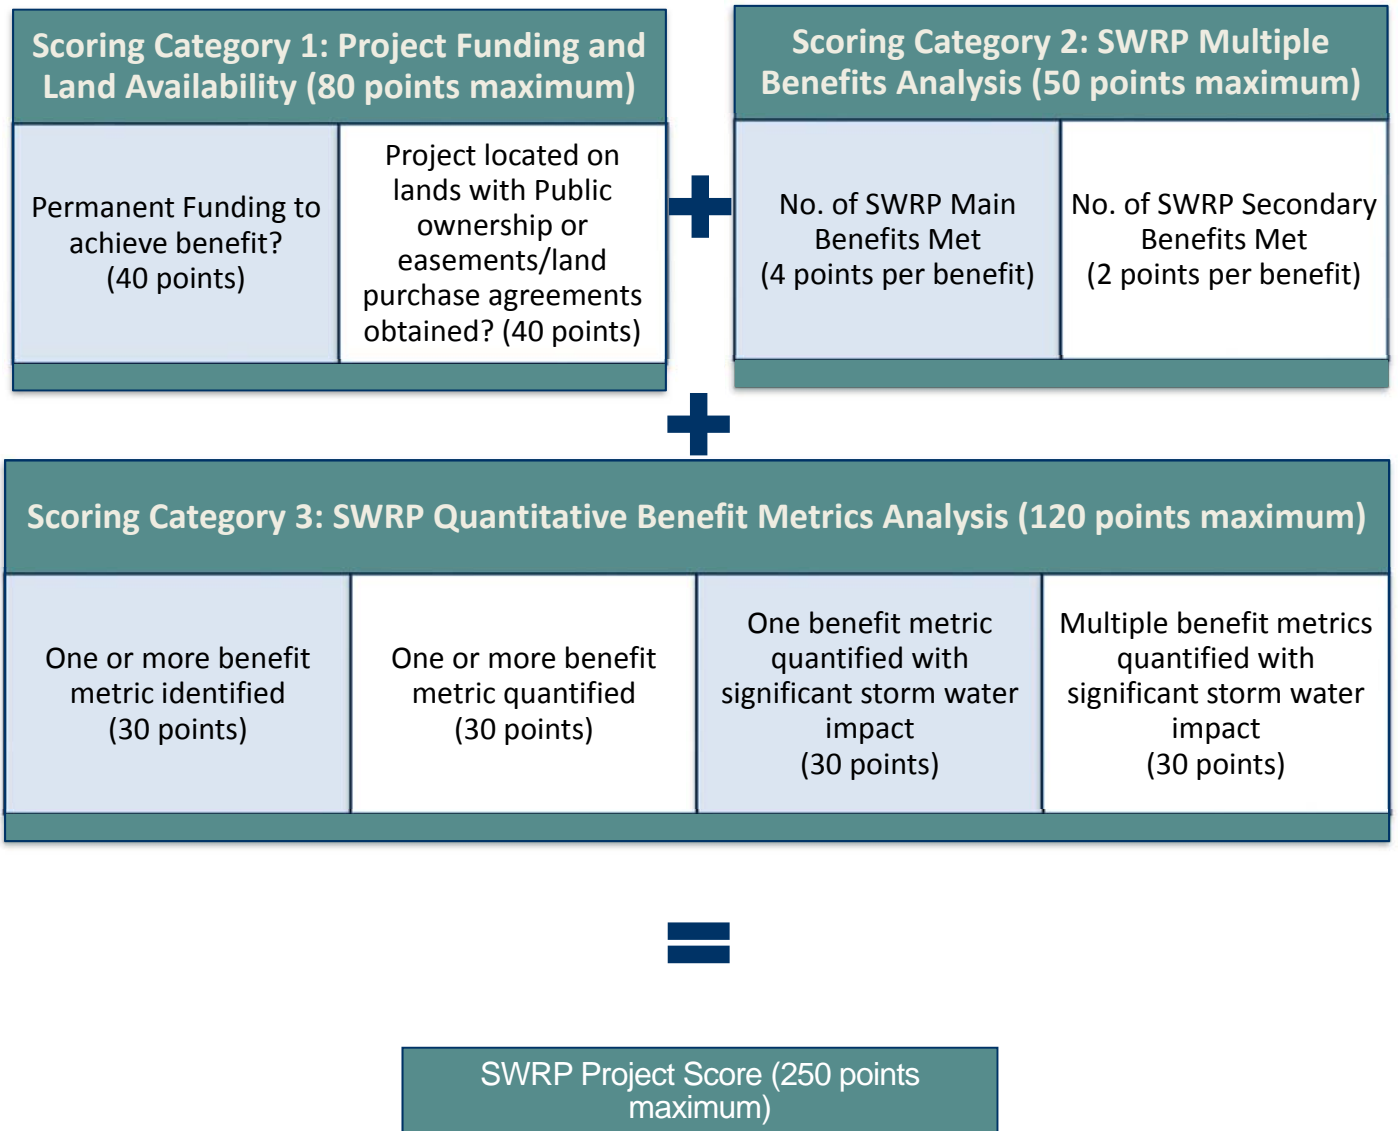 Scoring Category 1: Project Funding and
Land Availability (80 points maximum)
Permanent Funding to
achieve benefit?
(40 points)
Project located on
lands with Public
ownership or
easements/land
purchase agreements
obtained? (40 points)
Scoring Category 2: SWRP Multiple
Benefits Analysis (50 points maximum)
No. of SWRP Main
Benefits Met
(4 points per benefit)
No. of SWRP Secondary
Benefits Met
(2 points per benefit)
Scoring Category 3: SWRP Quantitative Benefit Metrics Analysis (120 points maximum)
One or more benefit
metric identified
(30 points)
One or more benefit
metric quantified
(30 points)
One benefit metric
quantified with
significant storm water
impact
(30 points)
Multiple benefit metrics
quantified with
significant storm water
impact
(30 points)
SWRP Project Score (250 points
maximum)